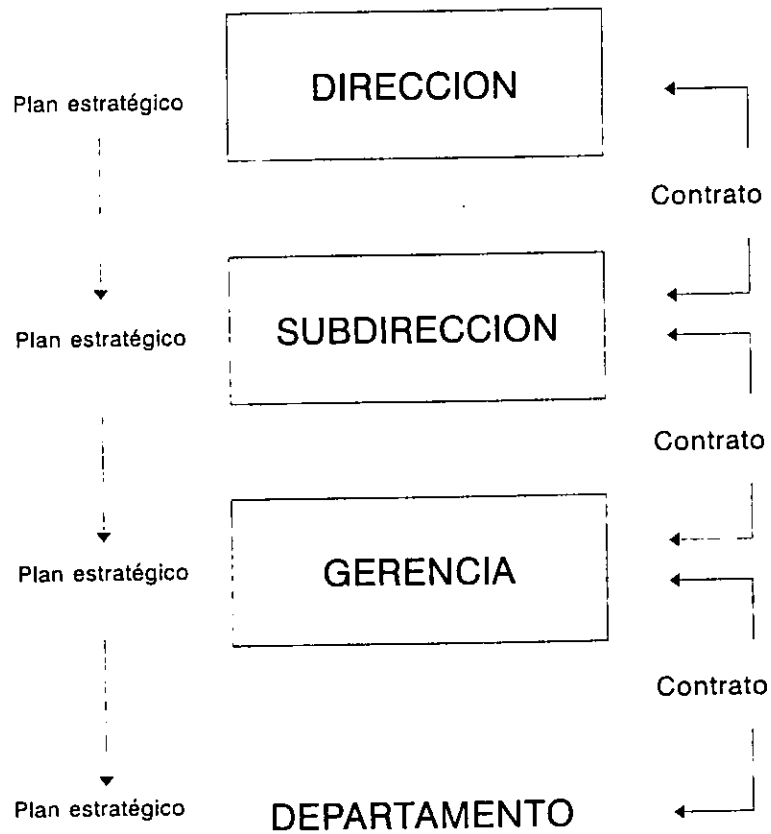 Plan estratégico
DIRECCION
Contrato
Plan estratégico
SUBDIRECCION
Contrato
Plan estratégico
GERENCIA
Contrato
Plan estratégico
DEPARTAMENTO